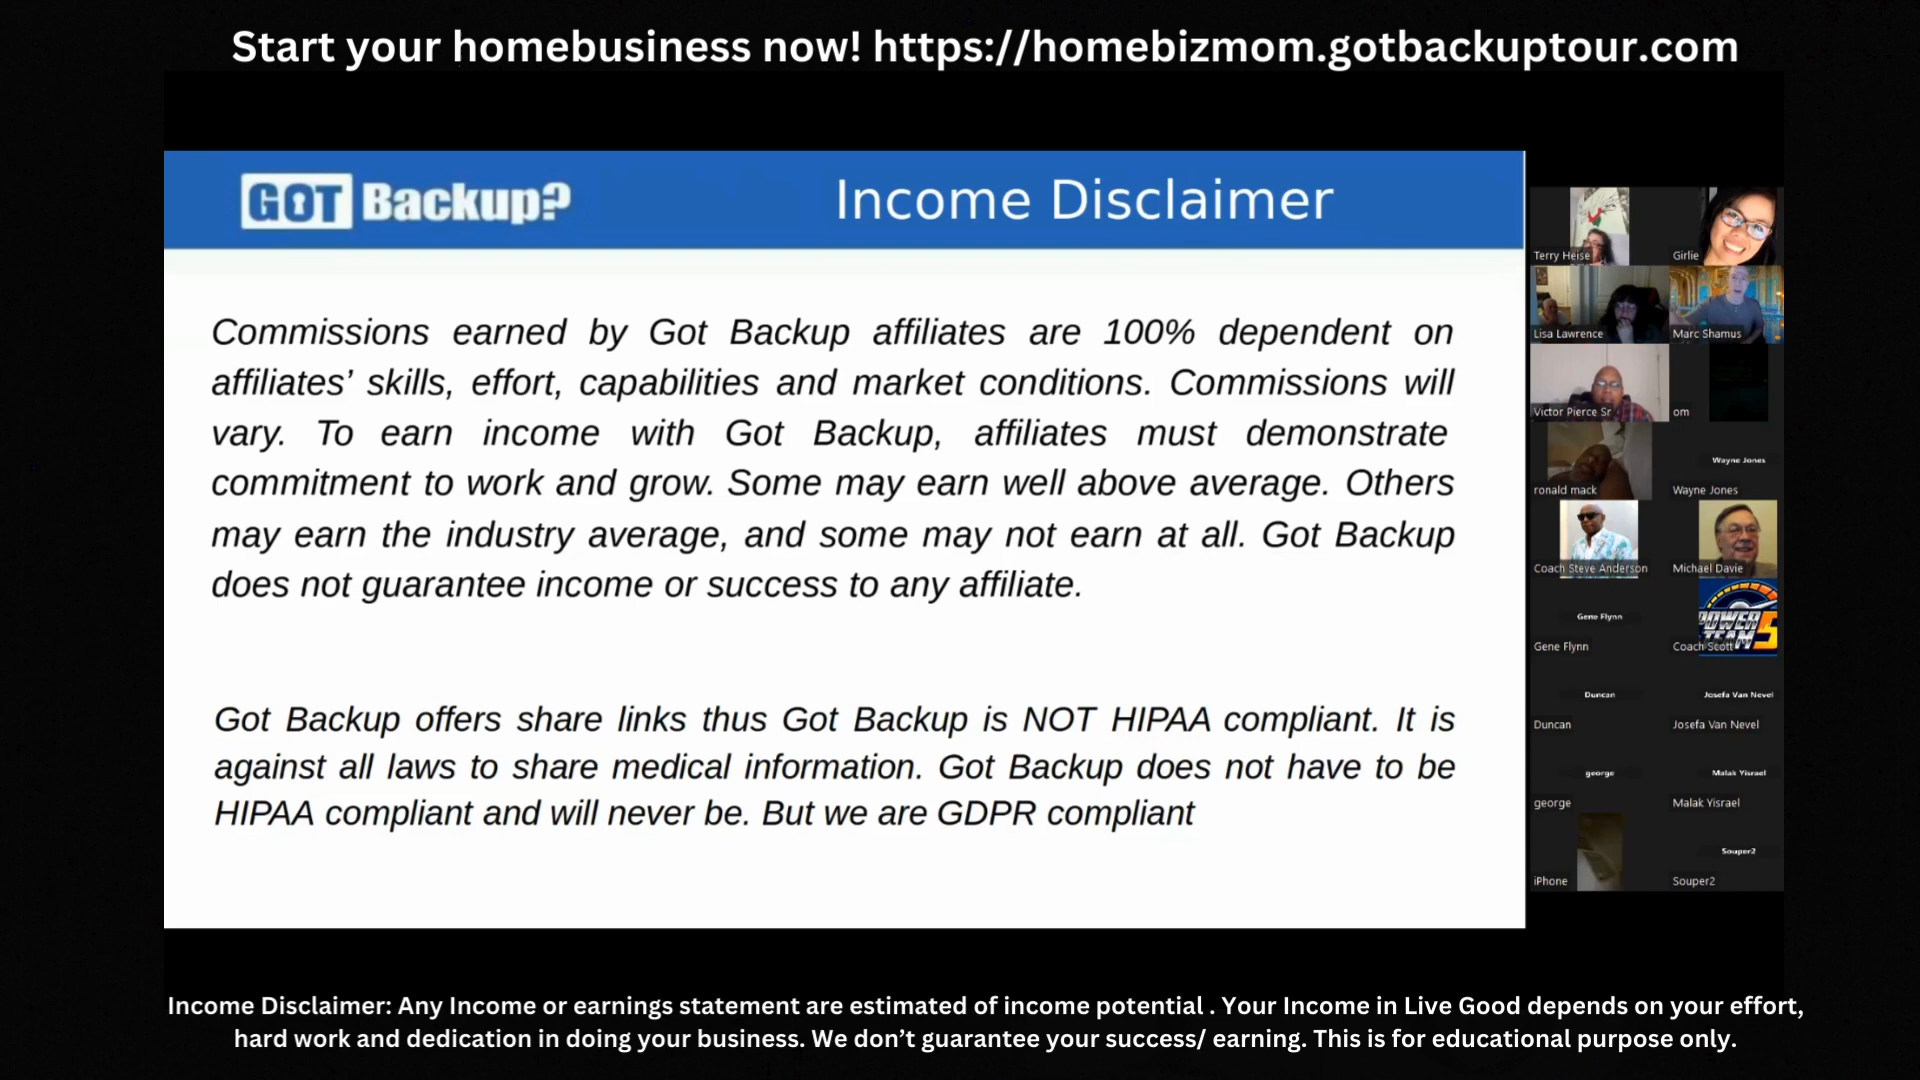 Start your homebusiness now! https://homebizmom.gotbackuptour.com
GOT Backup?
Income Disclaimer
Commissions earned by Got Backup affiliates are 100% dependent on
affiliates’ skills, effort, capabilities and market conditions. Commissions will
vary. To earn income with Got Backup, affiliates must demonstrate
commitment to work and grow. Some may earn well above average. Others
may earn the industry average, and some may not earn at all. Got Backup
does not guarantee income or success to any affiliate.
Got Backup offers share links thus Got Backup is NOT HIPAA compliant. It is
against all laws to share medical information. Got Backup does not have to be
HIPAA compliant and will never be. But we are GDPR compliant
Terry Heise
Girlie
Lisa Lawrence
Marc Shamus
Victor Pierce Sr
om
Wayne Jones
ronald mack
Wayne Jones
Coach Steve Anderson
Michael Davie
Gene Flynn
POWER
TEAM 5
Gene Flynn
Coach Scott
Duncan
Josefa Van Nevel
Duncan
Josefa Van Nevel
george
Malak Yisrael
george
Malak Yisrael
Souper2
iPhone
Souper2
Income Disclaimer: Any Income or earnings statement are estimated of income potential . Your Income in Live Good depends on your effort,
hard work and dedication in doing your business. We don’t guarantee your success/ earning. This is for educational purpose only.